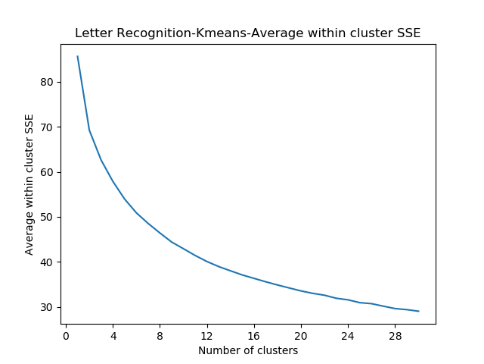 Letter Recognition-Kmeans-Average within cluster SSE
Average within cluster SSE
80
70
60
50
40
30
0 4 8 12 16 20 24 28
Number of clusters